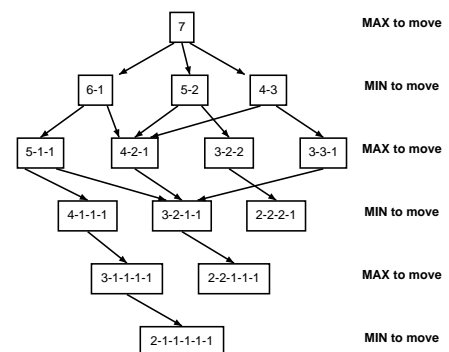 7 MAX to move
6-1 5-2 4-3 MIN to move
5-1-1 4-2-1 3-2-2 3-3-1 MAX to move
4-1-1-1 3-2-1-1 2-2-2-1 MIN to move
3-1-1-1-1 2-2-1-1-1 MAX to move
2-1-1-1-1-1 MIN to move